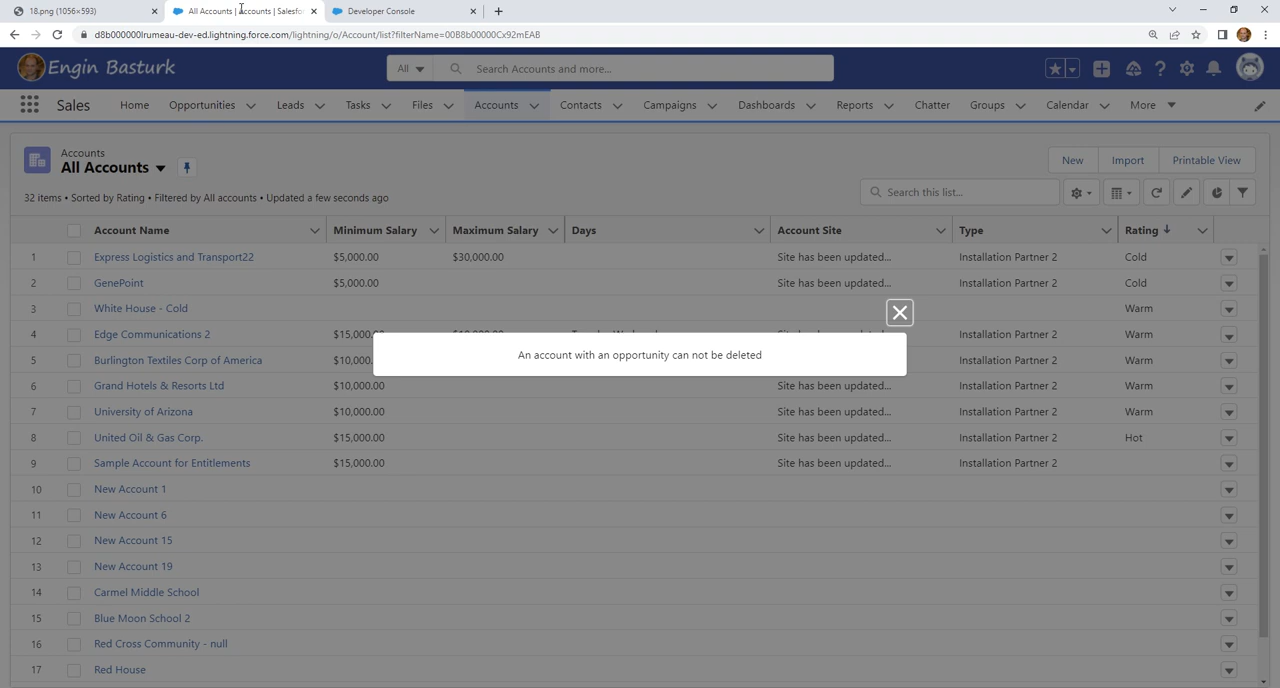 18.png (1056×593)
All Accounts | Accounts | Salesfor
Developer Console
d8b000000lrumeau-dev-ed.lightning.force.com/lightning/o/Account/list?filterName=00B8b00000Cx92mEAB
Engin Basturk
All
Search Accounts and more...
Sales
Home
Opportunities
Leads
Tasks
Files
Accounts
Contacts
Campaigns
Dashboards
Reports
Chatter
Groups
Calendar
More
Accounts
All Accounts
New
Import
Printable View
32 items • Sorted by Rating • Filtered by All accounts • Updated a few seconds ago
Search this list...
Account Name Minimum Salary Maximum Salary Days Account Site Type Rating
1 Express Logistics and Transport22 $5,000.00 $30,000.00 Site has been updated... Installation Partner 2 Cold
2 GenePoint $5,000.00 Site has been updated... Installation Partner 2 Cold
3 White House - Cold Warm
4 Edge Communications 2 $15,000.00 Installation Partner 2 Warm
An account with an opportunity can not be deleted
5 Burlington Textiles Corp of America $10,000. Installation Partner 2 Warm
6 Grand Hotels & Resorts Ltd $10,000.00 Site has been updated... Installation Partner 2 Warm
7 University of Arizona $10,000.00 Site has been updated... Installation Partner 2 Warm
8 United Oil & Gas Corp. $15,000.00 Site has been updated... Installation Partner 2 Hot
9 Sample Account for Entitlements $15,000.00 Site has been updated... Installation Partner 2
10 New Account 1
11 New Account 6
12 New Account 15
13 New Account 19
14 Carmel Middle School
15 Blue Moon School 2
16 Red Cross Community - null
17 Red House